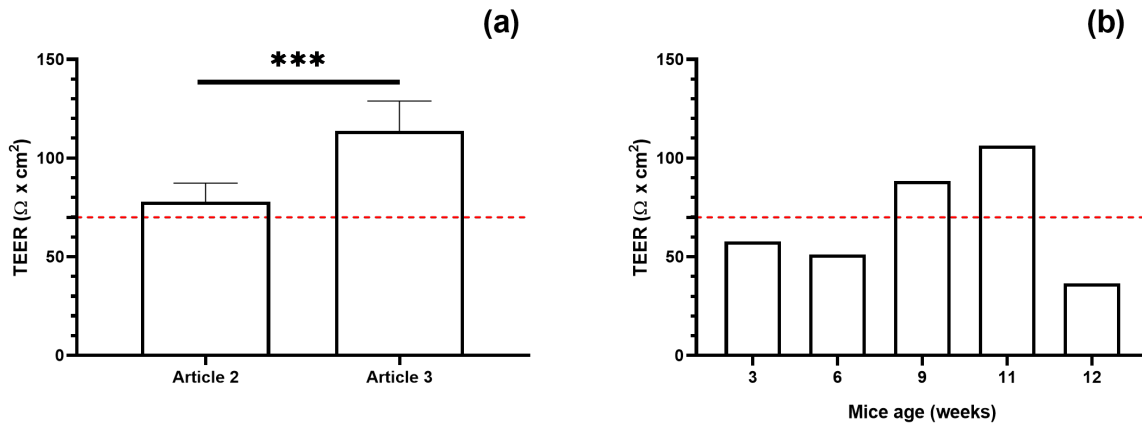 (a)
***
150
100
50
0
TEER (Ω x cm²)
Article 2 Article 3
(b)
150
100
50
0
TEER (Ω x cm²)
3 6 9 11 12
Mice age (weeks)